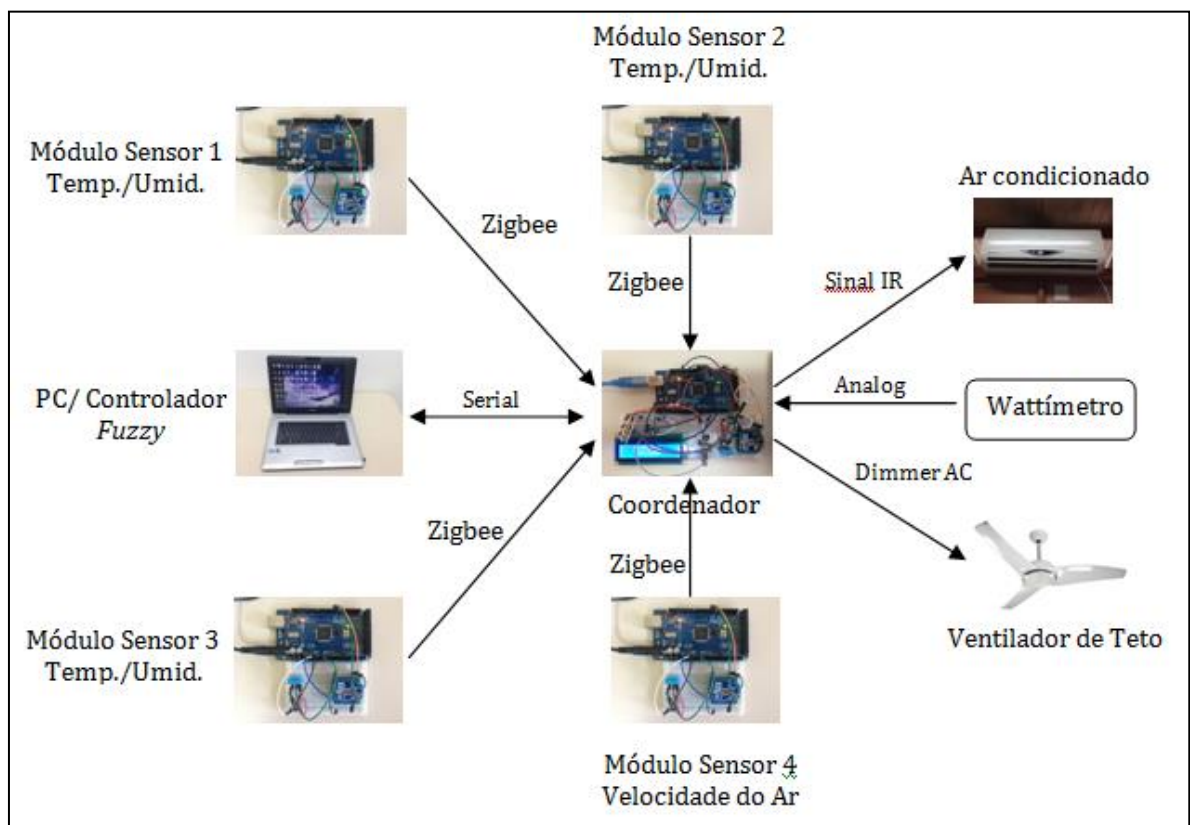 Módulo Sensor 2
Temp./Umid.
Módulo Sensor 1
Temp./Umid.
Ar condicionado
Zigbee
Zigbee
Sinal IR
PC/ Controlador
Fuzzy
Serial
Analog
Wattímetro
Coordenador
Dimmer AC
Zigbee
Zigbee
Módulo Sensor 3
Temp./Umid.
Ventilador de Teto
Módulo Sensor 4
Velocidade do Ar